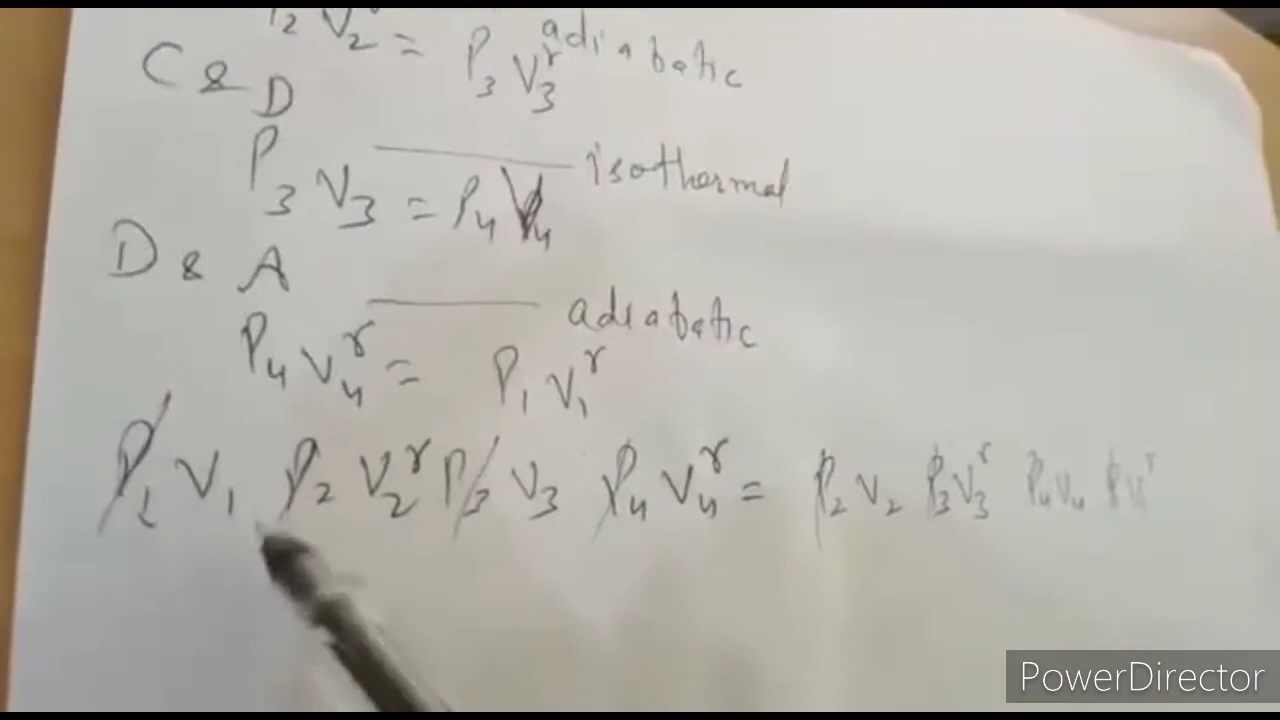 P₂ V₂^γ = P₃ V₃^γ adiabatic
C & D
isothermal
P₃ V₃ = P₄ V₄
D & A
adiabatic
P₄ V₄^γ = P₁ V₁^γ
P₁ V₁ P₂ V₂^γ P₃ V₃ P₄ V₄^γ = P₂ V₂ P₃ V₃^γ P₄ V₄ P V^γ
PowerDirector